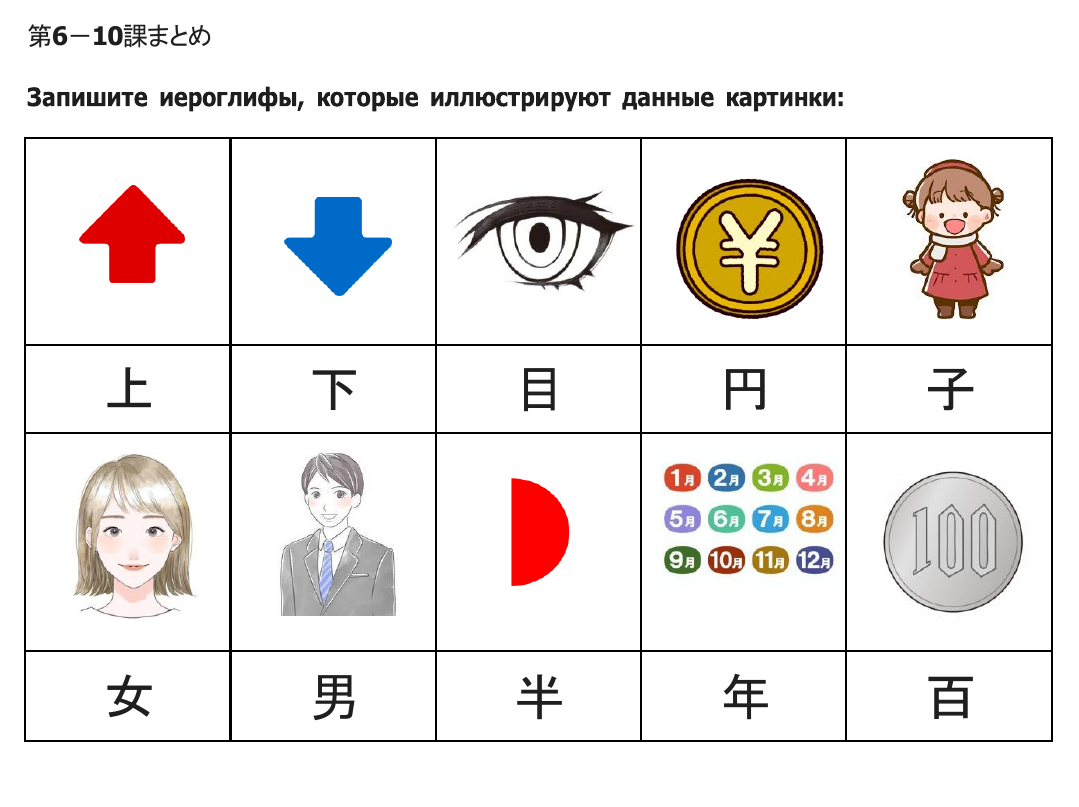 第6－10課まとめ
Запишите иероглифы, которые иллюстрируют данные картинки:
¥
上 下 目 円 子
1月 2月 3月 4月
5月 6月 7月 8月
9月 10月 11月 12月
100
女 男 半 年 百